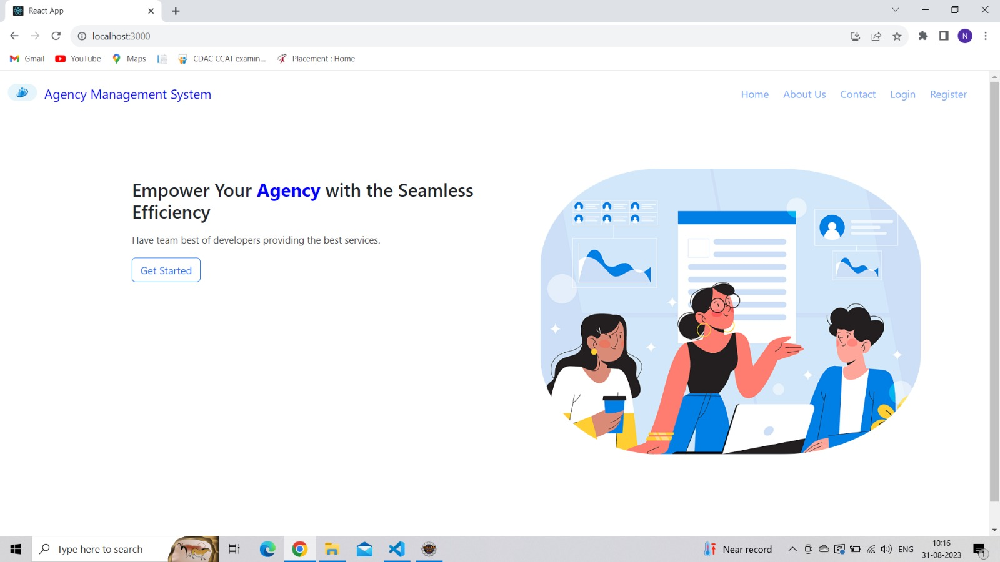 React App
localhost:3000
N
Gmail
YouTube
Maps
CDAC CCAT examin...
Placement : Home
Agency Management System
Home About Us Contact Login Register
Empower Your Agency with the Seamless
Efficiency
Have team best of developers providing the best services.
Get Started
Type here to search
Near record
ENG
10:16
31-08-2023
1